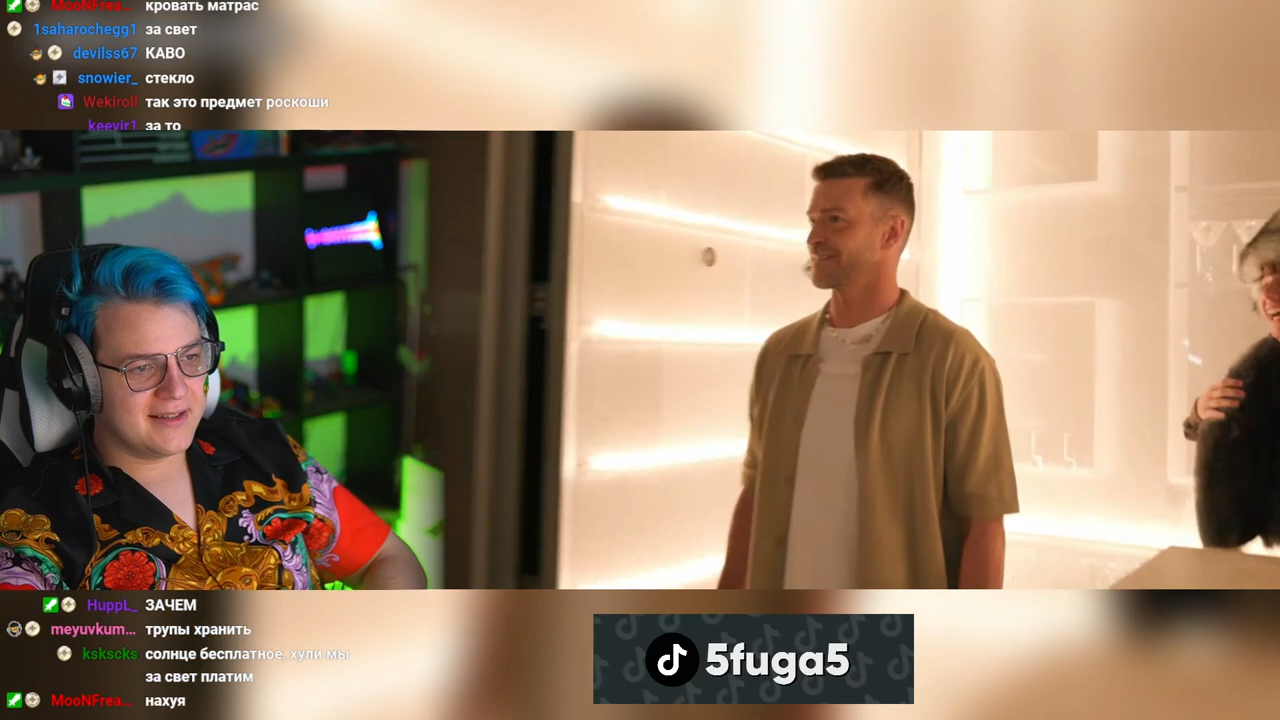 MooNFrea… кровать матрас
1saharochegg1 за свет
devilss67 КАВО
snowier_ стекло
Wekiroll так это предмет роскоши
keevir1 за то
HuppL_ ЗАЧЕМ
meyuvkum… трупы хранить
kskscks солнце бесплатное, хули мы
за свет платим
MooNFrea… нахуя
5fuga5